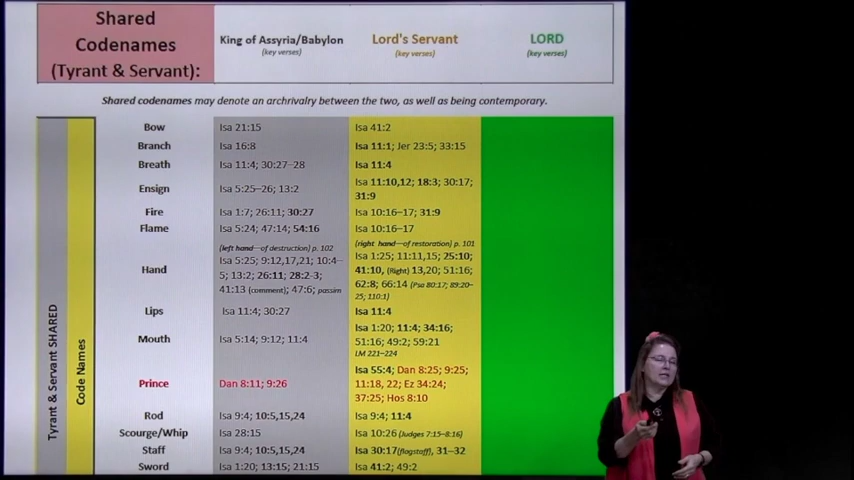 Shared
Codenames
(Tyrant & Servant):
King of Assyria/Babylon
(key verses)
Lord's Servant
(key verses)
LORD
(key verses)
Shared codenames may denote an archrivalry between the two, as well as being contemporary.
Tyrant & Servant SHARED
Code Names
Bow Isa 21:15 Isa 41:2
Branch Isa 16:8 Isa 11:1; Jer 23:5; 33:15
Breath Isa 11:4; 30:27–28 Isa 11:4
Ensign Isa 5:25–26; 13:2 Isa 11:10,12; 18:3; 30:17;
31:9
Fire Isa 1:7; 26:11; 30:27 Isa 10:16–17; 31:9
Flame Isa 5:24; 47:14; 54:16 Isa 10:16–17
Hand
(left hand—of destruction) p. 102
Isa 5:25; 9:12,17,21; 10:4–
5; 13:2; 26:11; 28:2-3;
41:13 (comment); 47:6; passim
(right hand—of restoration) p. 101
Isa 1:25; 11:11,15; 25:10;
41:10, (Right) 13,20; 51:16;
62:8; 66:14 (Psa 80:17; 89:20–
25; 110:1)
Lips Isa 11:4; 30:27 Isa 11:4
Mouth Isa 5:14; 9:12; 11:4
Isa 1:20; 11:4; 34:16;
51:16; 49:2; 59:21
LM 221–224
Prince Dan 8:11; 9:26
Isa 55:4; Dan 8:25; 9:25;
11:18, 22; Ez 34:24;
37:25; Hos 8:10
Rod Isa 9:4; 10:5,15,24 Isa 9:4; 11:4
Scourge/Whip Isa 28:15 Isa 10:26 (Judges 7:15–8:16)
Staff Isa 9:4; 10:5,15,24 Isa 30:17(flagstaff), 31–32
Sword Isa 1:20; 13:15; 21:15 Isa 41:2; 49:2